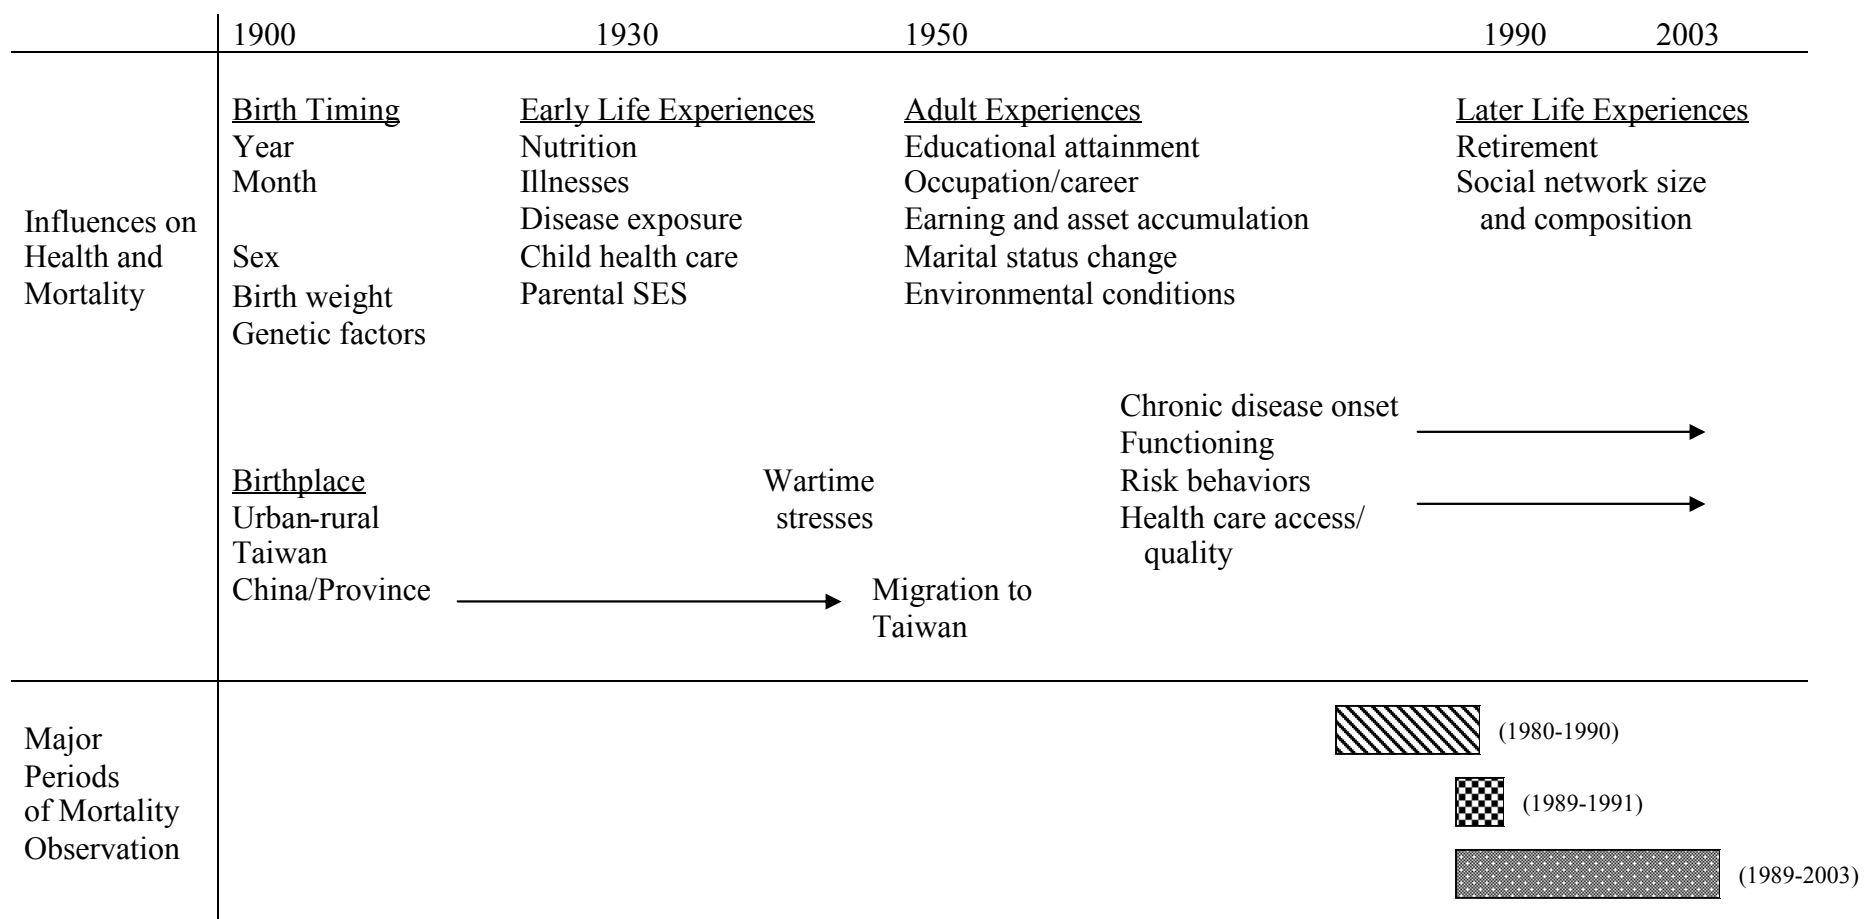 1900 1930 1950 1990 2003
Influences on
Health and
Mortality
Birth Timing
Year
Month
Sex
Birth weight
Genetic factors
Early Life Experiences
Nutrition
Illnesses
Disease exposure
Child health care
Parental SES
Adult Experiences
Educational attainment
Occupation/career
Earning and asset accumulation
Marital status change
Environmental conditions
Later Life Experiences
Retirement
Social network size
and composition
Chronic disease onset
Functioning
Risk behaviors
Health care access/
quality
Birthplace
Urban-rural
Taiwan
China/Province
Wartime
stresses
Migration to
Taiwan
Major
Periods
of Mortality
Observation
(1980-1990)
(1989-1991)
(1989-2003)